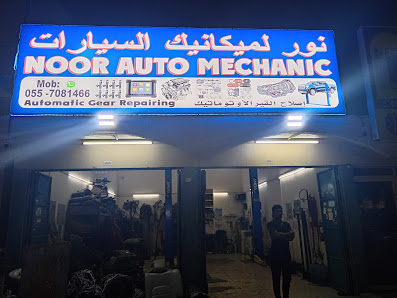 نور لميكانيك السيارات
NOOR AUTO MECHANIC
Mob:
055 -7081466
Automatic Gear Repairing
اصلاح القير الاوتوماتيك